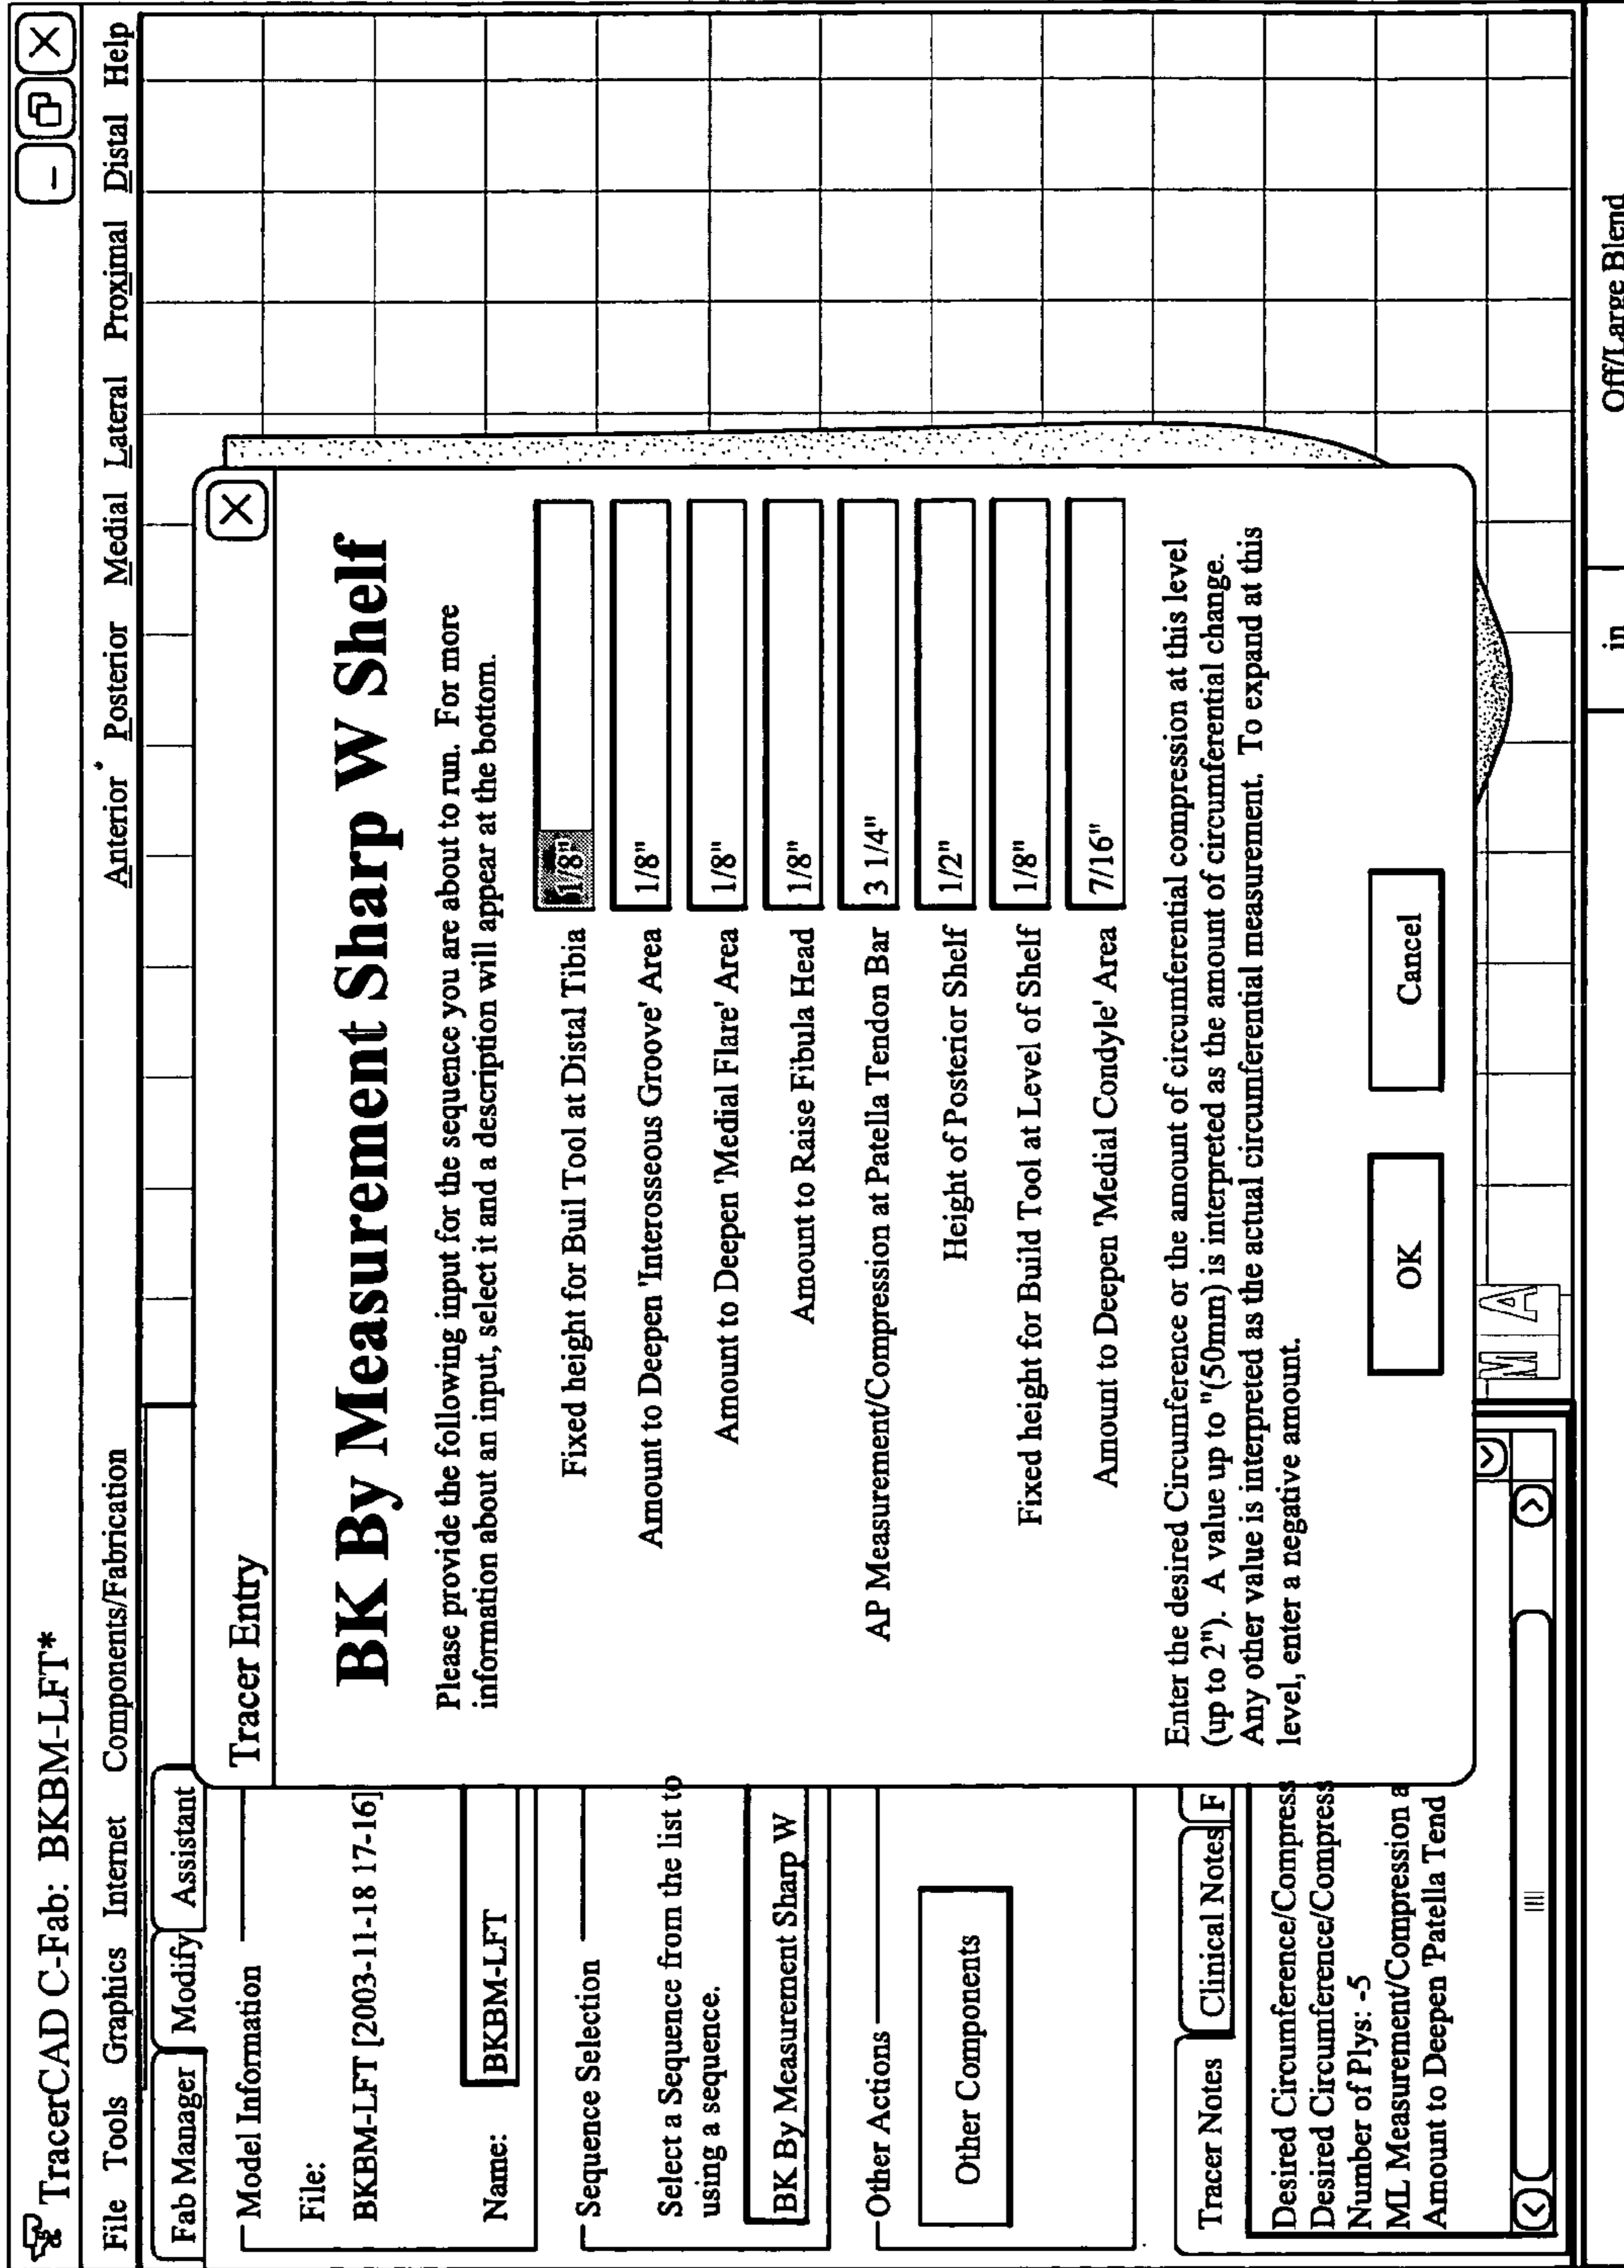 TracerCAD C-Fab: BKBM-LFT*
File Tools Graphics Internet Components/Fabrication Anterior Posterior Medial Lateral Proximal Distal Help
Fab Manager Modify Assistant
Model Information
File:
BKBM-LFT [2003-11-18 17-16]
Name: BKBM-LFT
Sequence Selection
Select a Sequence from the list to
using a sequence.
BK By Measurement Sharp W
Other Actions
Other Components
Tracer Notes Clinical Notes F
Desired Circumference/Compress
Desired Circumference/Compress
Number of Plys: -5
ML Measurement/Compression a
Amount to Deepen 'Patella Tend
Tracer Entry
BK By Measurement Sharp W Shelf
Please provide the following input for the sequence you are about to run. For more
information about an input, select it and a description will appear at the bottom.
Fixed height for Buil Tool at Distal Tibia 1/8"
Amount to Deepen 'Interosseous Groove' Area 1/8"
Amount to Deepen 'Medial Flare' Area 1/8"
Amount to Raise Fibula Head 1/8"
AP Measurement/Compression at Patella Tendon Bar 3 1/4"
Height of Posterior Shelf 1/2"
Fixed height for Build Tool at Level of Shelf 1/8"
Amount to Deepen 'Medial Condyle' Area 7/16"
Enter the desired Circumference or the amount of circumferential compression at this level
(up to 2"). A value up to "(50mm) is interpreted as the amount of circumferential change.
Any other value is interpreted as the actual circumferential measurement. To expand at this
level, enter a negative amount.
OK Cancel
M A
in Off/Large Blend